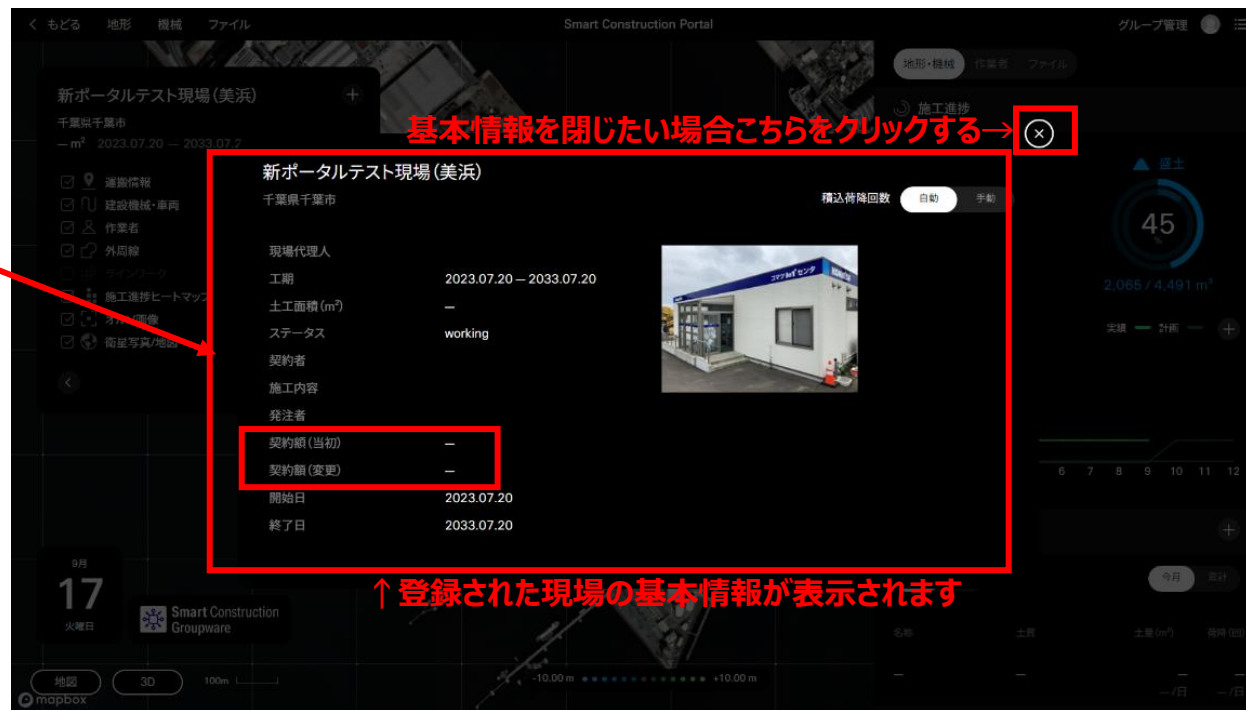 もどる 地形 機械 ファイル
Smart Construction Portal
グループ管理
新ポータルテスト現場(美浜)
千葉県千葉市
— m² 2023.07.20 — 2033.07.2
運搬情報
建設機械・車両
作業者
外周線
ラインワーク
施工進捗ヒートマップ
衛星写真/地図
地形・機械 作業者 ファイル
施工進捗
基本情報を閉じたい場合こちらをクリックする→
新ポータルテスト現場(美浜)
千葉県千葉市
積込荷降回数 自動 手動
現場代理人
工期 2023.07.20 — 2033.07.20
土工面積(m²) —
ステータス working
契約者
施工内容
発注者
契約額(当初) —
契約額(変更) —
開始日 2023.07.20
終了日 2033.07.20
↑登録された現場の基本情報が表示されます
盛土
45
%
2,065 / 4,491 m³
実績 計画
6 7 8 9 10 11 12
今月 累計
名称 土質 土量(m³)
— — — —
—/日 —/日
9月
17
火曜日
Smart Construction
Groupware
地図 3D 100m
-10.00 m +10.00 m
mapbox